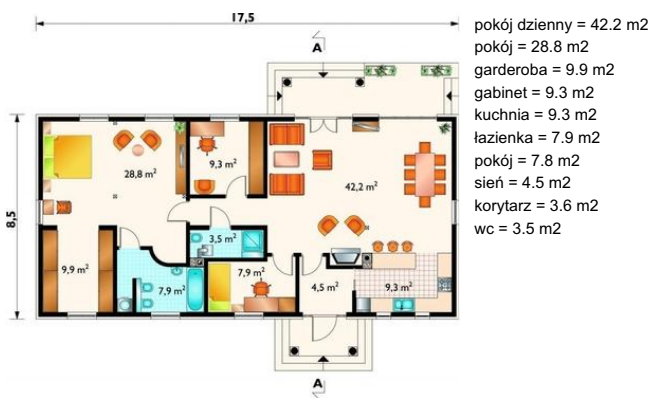 17,5
A
8,5
28,8 m²
9,3 m²
42,2 m²
3,5 m²
9,9 m²
7,9 m²
7,9 m²
4,5 m²
9,3 m²
A
pokój dzienny = 42.2 m2
pokój = 28.8 m2
garderoba = 9.9 m2
gabinet = 9.3 m2
kuchnia = 9.3 m2
łazienka = 7.9 m2
pokój = 7.8 m2
sień = 4.5 m2
korytarz = 3.6 m2
wc = 3.5 m2